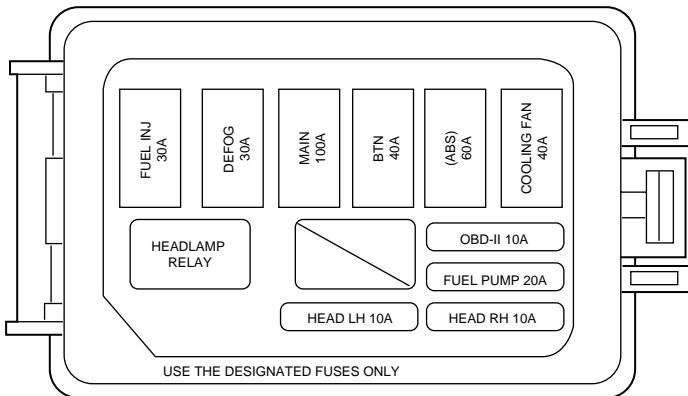 FUEL INJ
30A
DEFOG
30A
MAIN
100A
BTN
40A
(ABS)
60A
COOLING FAN
40A
HEADLAMP
RELAY
OBD-II 10A
FUEL PUMP 20A
HEAD LH 10A
HEAD RH 10A
USE THE DESIGNATED FUSES ONLY